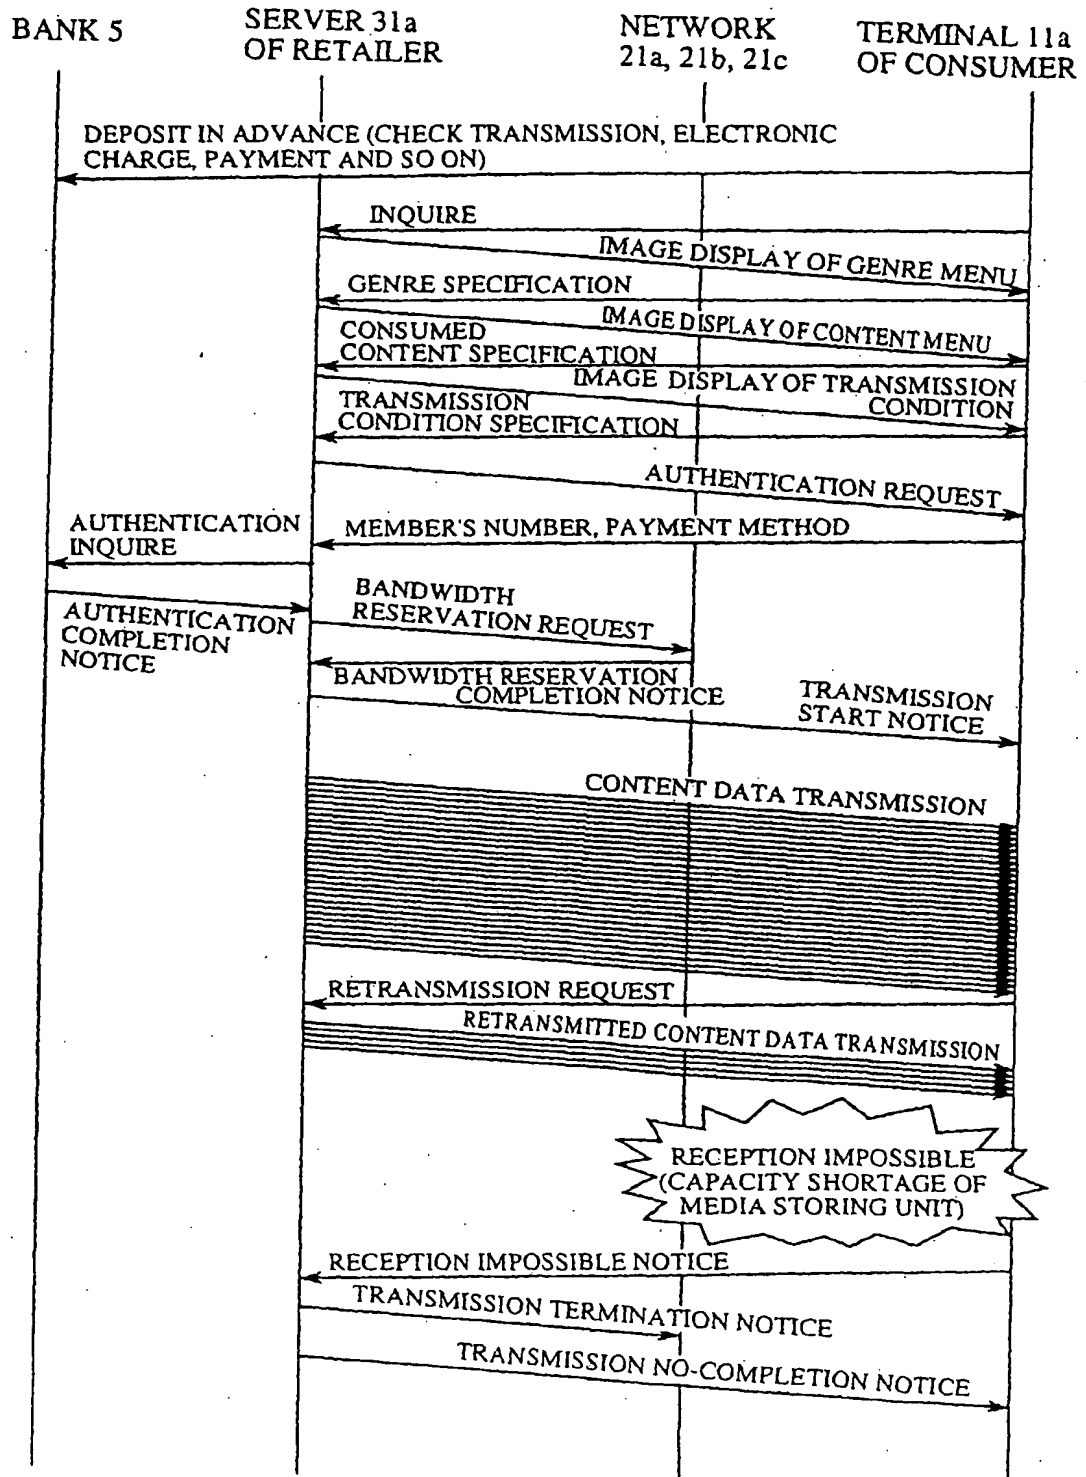 BANK 5
SERVER 31a
OF RETAILER
NETWORK
21a, 21b, 21c
TERMINAL 11a
OF CONSUMER
DEPOSIT IN ADVANCE (CHECK TRANSMISSION, ELECTRONIC
CHARGE, PAYMENT AND SO ON)
INQUIRE
IMAGE DISPLAY OF GENRE MENU
GENRE SPECIFICATION
IMAGE DISPLAY OF CONTENT MENU
CONSUMED
CONTENT SPECIFICATION
IMAGE DISPLAY OF TRANSMISSION
CONDITION
TRANSMISSION
CONDITION SPECIFICATION
AUTHENTICATION REQUEST
MEMBER'S NUMBER, PAYMENT METHOD
AUTHENTICATION
INQUIRE
AUTHENTICATION
COMPLETION
NOTICE
BANDWIDTH
RESERVATION REQUEST
BANDWIDTH RESERVATION
COMPLETION NOTICE
TRANSMISSION
START NOTICE
CONTENT DATA TRANSMISSION
RETRANSMISSION REQUEST
RETRANSMITTED CONTENT DATA TRANSMISSION
RECEPTION IMPOSSIBLE
(CAPACITY SHORTAGE OF
MEDIA STORING UNIT)
RECEPTION IMPOSSIBLE NOTICE
TRANSMISSION TERMINATION NOTICE
TRANSMISSION NO-COMPLETION NOTICE